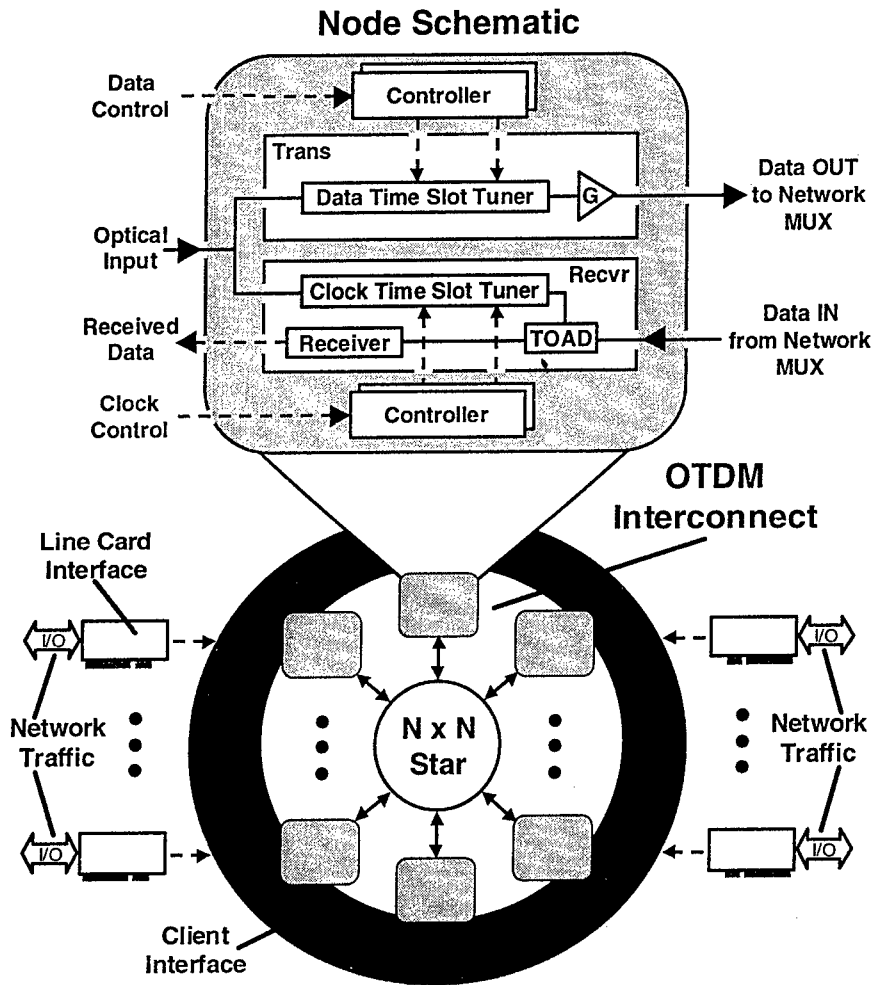 Node Schematic
Data
Control
Controller
Trans
Data Time Slot Tuner
G
Data OUT
to Network
MUX
Optical
Input
Recvr
Clock Time Slot Tuner
Received
Data
Receiver
TOAD
Data IN
from Network
MUX
Clock
Control
Controller
OTDM
Interconnect
Line Card
Interface
I/O
I/O
Network
Traffic
N x N
Star
Network
Traffic
I/O
I/O
Client
Interface